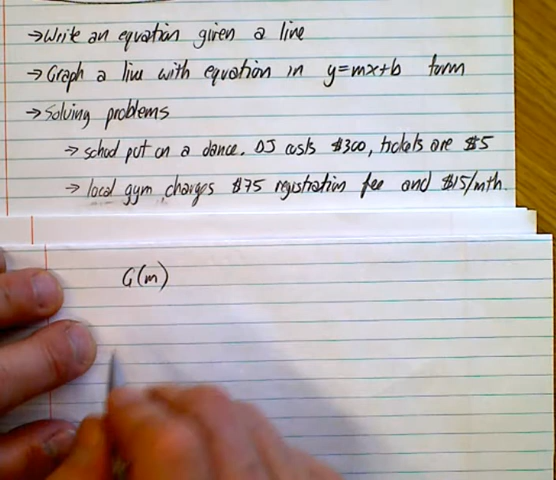 →Write an equation given a line
→Graph a line with equation in y=mx+b form
→Solving problems
→ school put on a dance. DJ costs $300, tickets are $5
→ local gym charges $75 registration fee and $15/mth.
G(m)